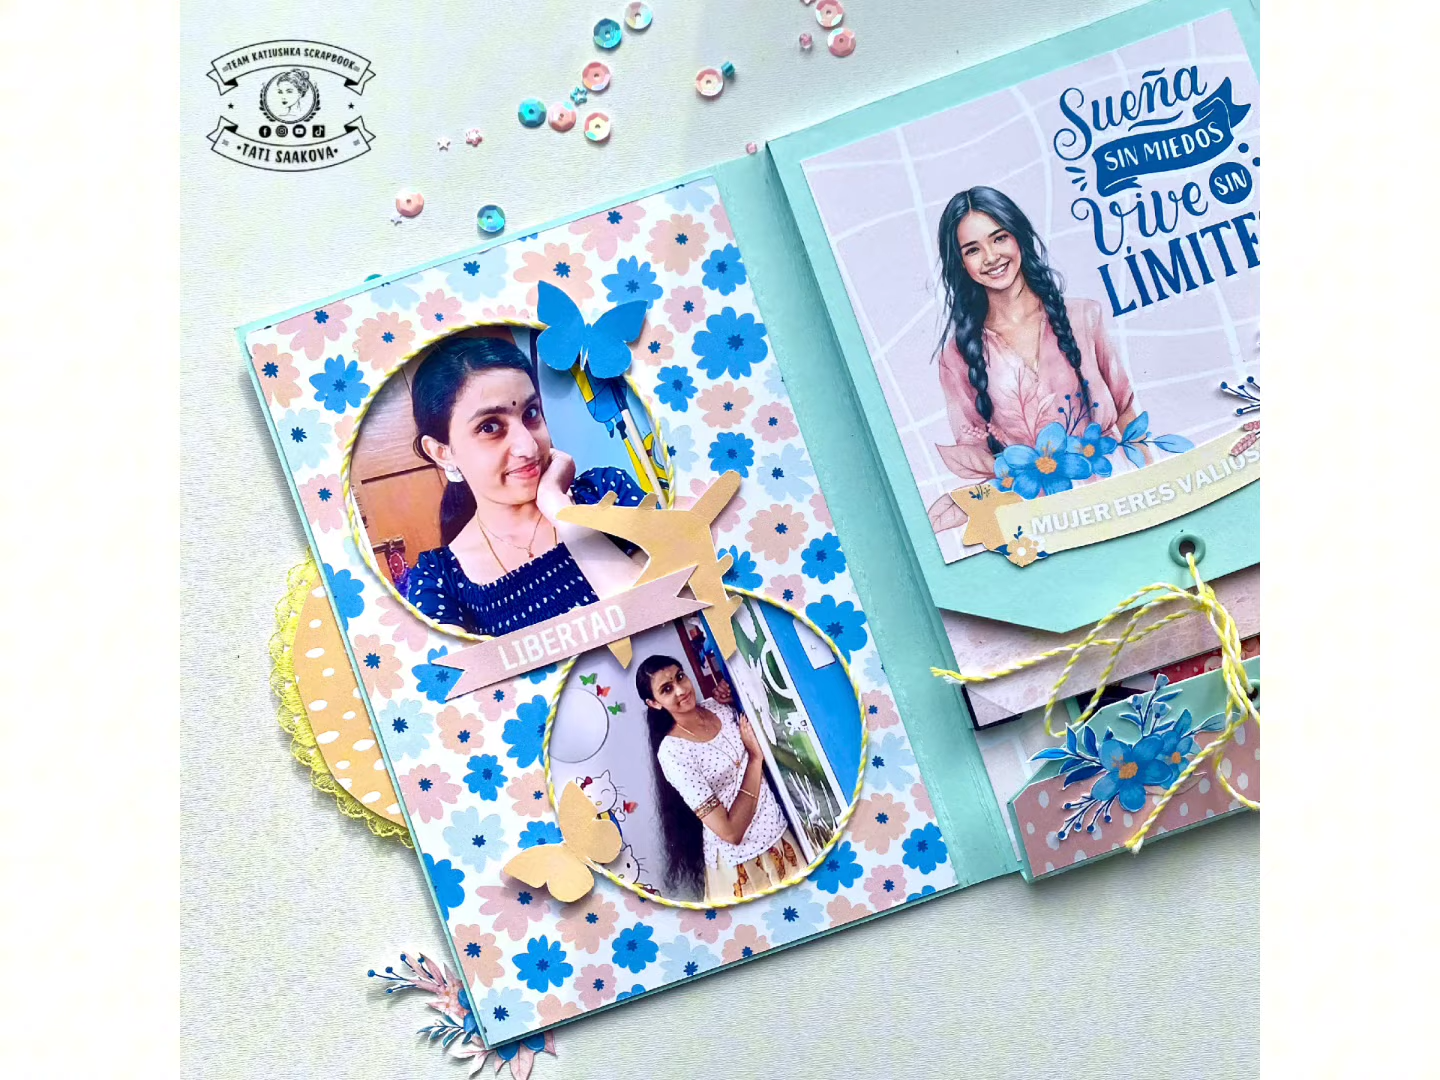 TEAM KATIUSHKA SCRAPBOOK
•TATI SAAKOVA•
Sueña
SIN MIEDOS
Vive SIN
LÍMITE
MUJER ERES VALIOS
LIBERTAD